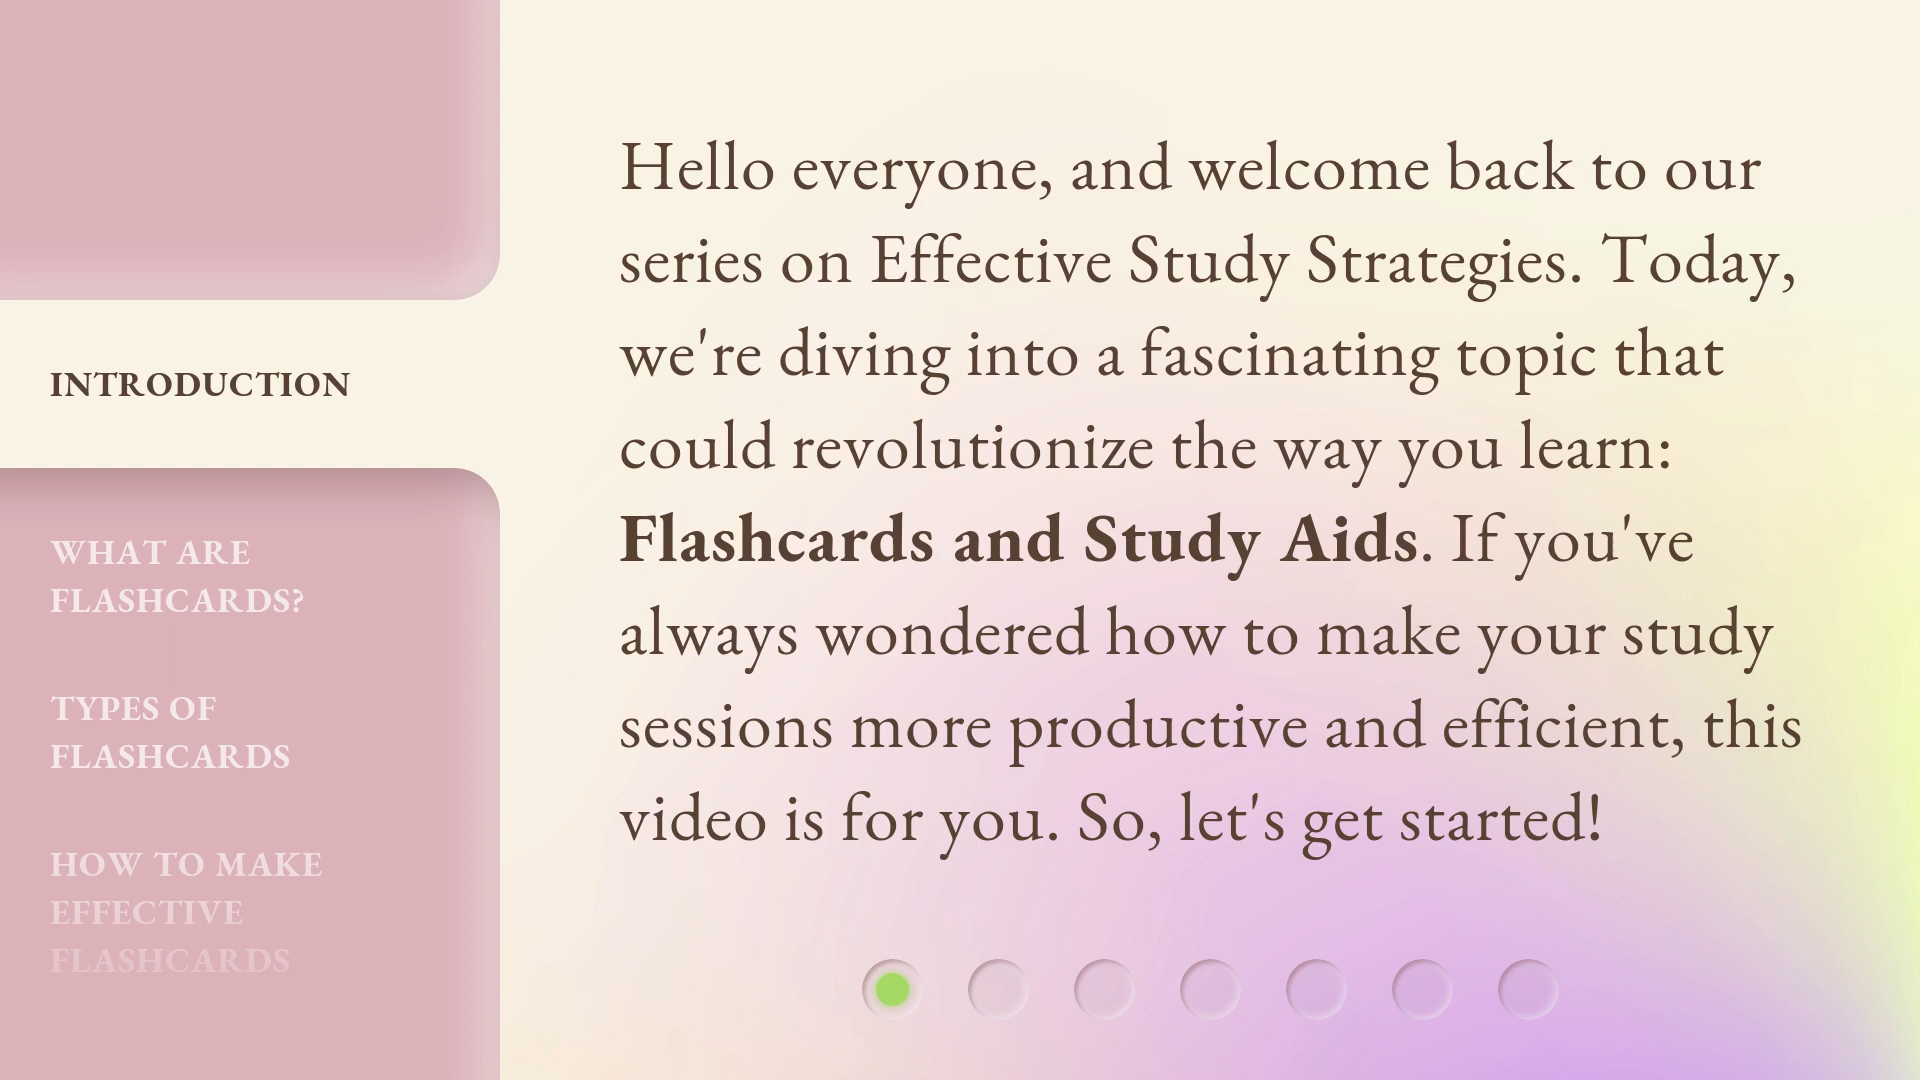 INTRODUCTION
WHAT ARE
FLASHCARDS?
TYPES OF
FLASHCARDS
HOW TO MAKE
EFFECTIVE
FLASHCARDS
Hello everyone, and welcome back to our
series on Effective Study Strategies. Today,
we're diving into a fascinating topic that
could revolutionize the way you learn:
Flashcards and Study Aids. If you've
always wondered how to make your study
sessions more productive and efficient, this
video is for you. So, let's get started!